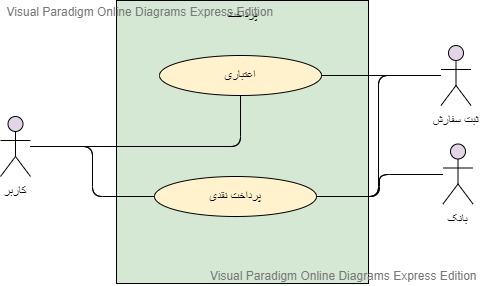 Visual Paradigm Online Diagrams Express Edition
پرداخت
اعتباری
ثبت سفارش
کاربر
پرداخت نقدی
بانک
Visual Paradigm Online Diagrams Express Edition